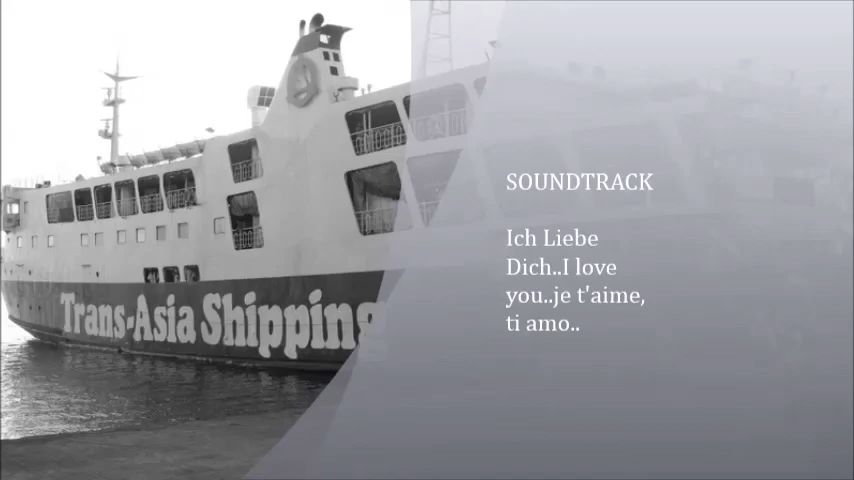 Trans-Asia Shipping
SOUNDTRACK
Ich Liebe
Dich..I love
you..je t'aime,
ti amo..